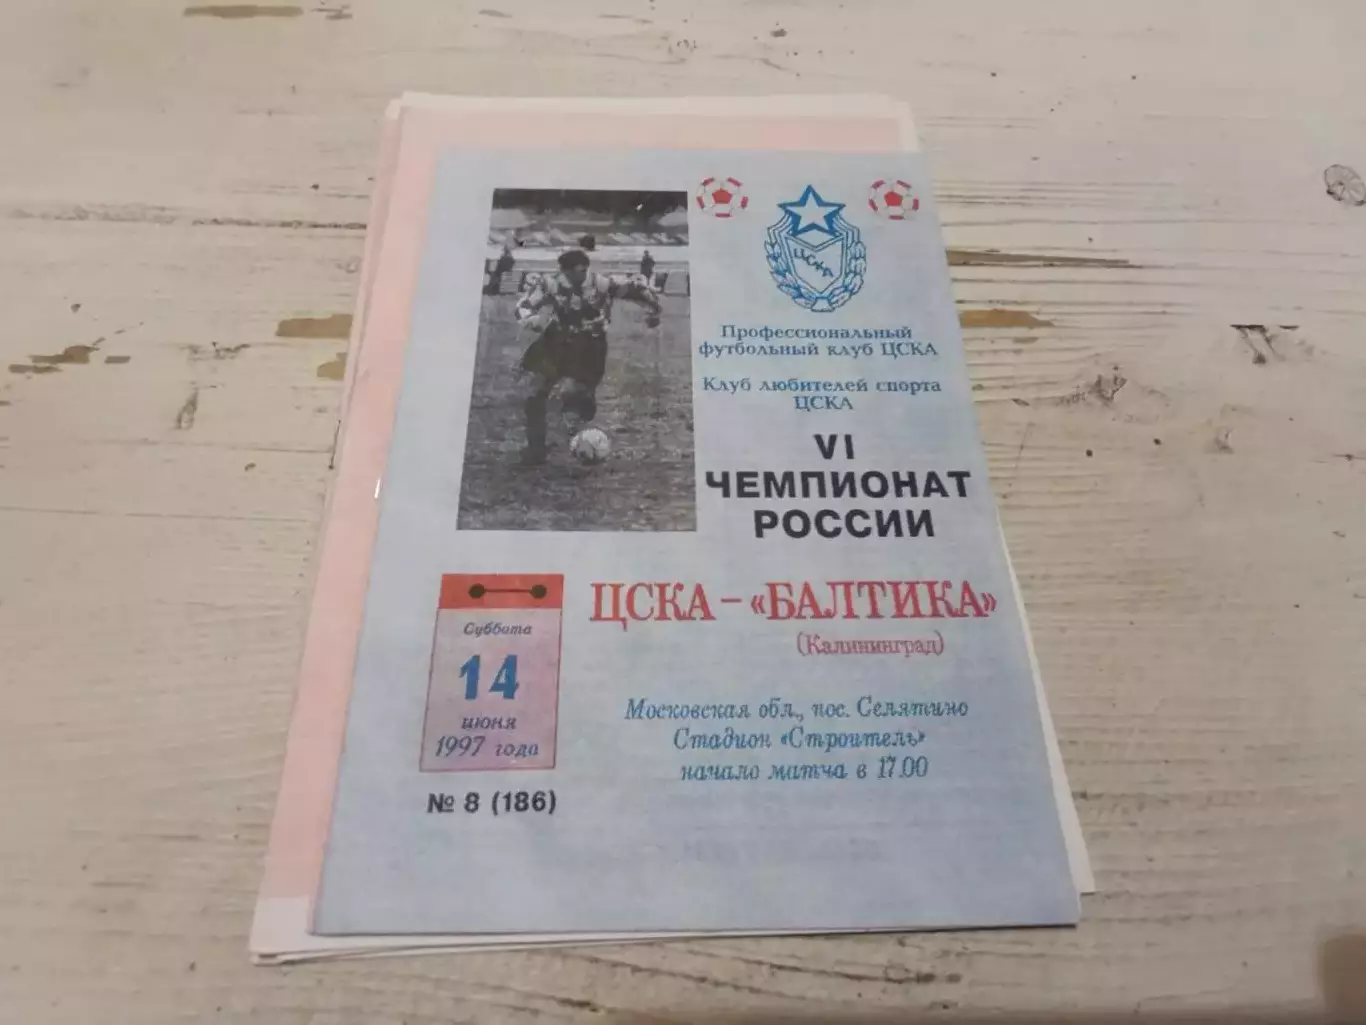 ЦСКА
Профессиональный
футбольный клуб ЦСКА
Клуб любителей спорта
ЦСКА
VI
ЧЕМПИОНАТ
РОССИИ
ЦСКА – «БАЛТИКА»
(Калининград)
Суббота
14
июня
1997 года
№ 8 (186)
Московская обл., пос. Селятино
Стадион «Строитель»
начало матча в 17.00